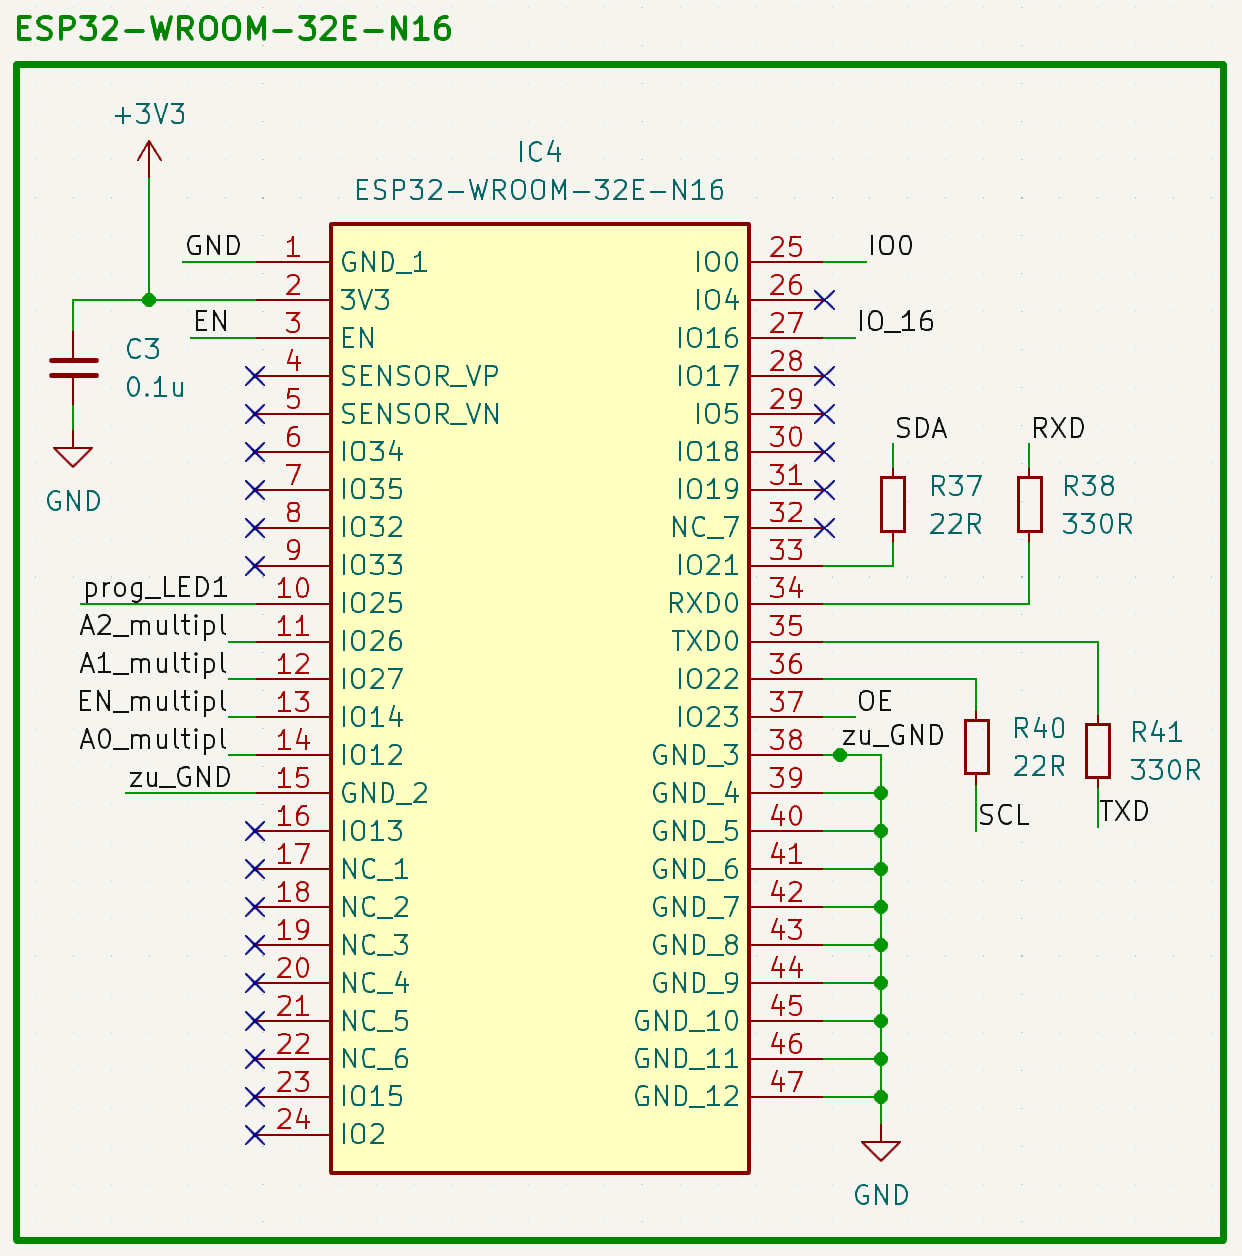 ESP32-WROOM-32E-N16
+3V3
IC4
ESP32-WROOM-32E-N16
GND 1 GND_1 IO0 25 IO0
2 3V3 IO4 26
EN 3 EN IO16 27 IO_16
C3
0.1u
GND
4 SENSOR_VP IO17 28
5 SENSOR_VN IO5 29
6 IO34 IO18 30
7 IO35 IO19 31
8 IO32 NC_7 32
9 IO33 IO21 33
SDA
R37
22R
RXD
R38
330R
prog_LED1 10 IO25 RXD0 34
A2_multipl 11 IO26 TXD0 35
A1_multipl 12 IO27 IO22 36
EN_multipl 13 IO14 IO23 37 OE
A0_multipl 14 IO12 GND_3 38 zu_GND
zu_GND 15 GND_2 GND_4 39
R40
22R
SCL
R41
330R
TXD
16 IO13 GND_5 40
17 NC_1 GND_6 41
18 NC_2 GND_7 42
19 NC_3 GND_8 43
20 NC_4 GND_9 44
21 NC_5 GND_10 45
22 NC_6 GND_11 46
23 IO15 GND_12 47
24 IO2
GND